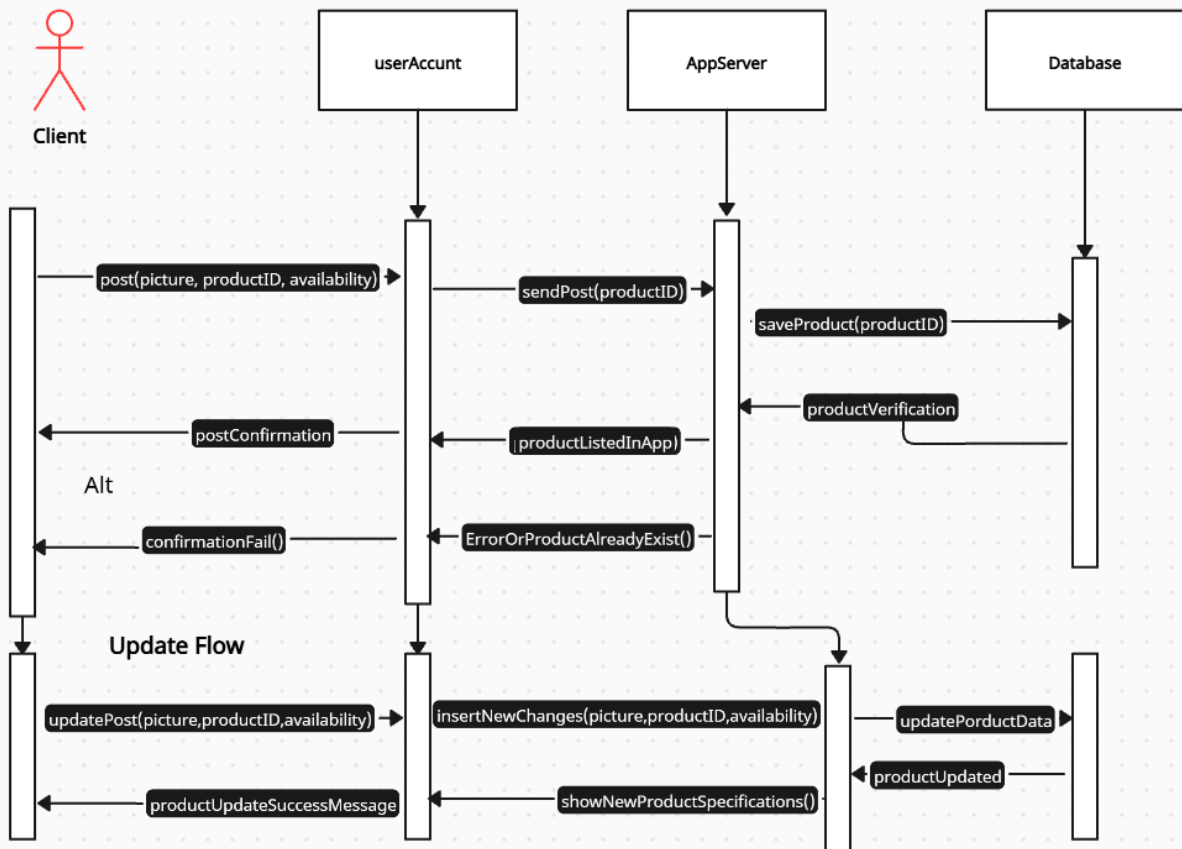 userAccunt
AppServer
Database
Client
post(picture, productID, availability)
sendPost(productID)
saveProduct(productID)
productVerification
postConfirmation
productListedInApp)
Alt
confirmationFail()
ErrorOrProductAlreadyExist()
Update Flow
updatePost(picture,productID,availability)
insertNewChanges(picture,productID,availability)
updatePorductData
productUpdated
productUpdateSuccessMessage
showNewProductSpecifications()